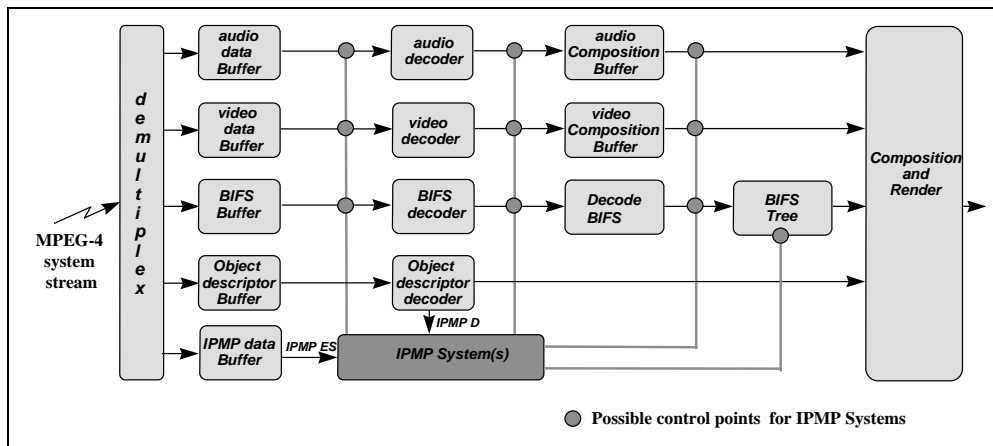 demultiplex
audio
data
Buffer
audio
decoder
audio
Composition
Buffer
video
data
Buffer
video
decoder
video
Composition
Buffer
BIFS
Buffer
BIFS
decoder
Decode
BIFS
BIFS
Tree
Composition
and
Render
MPEG-4
system
stream
Object
descriptor
Buffer
Object
descriptor
decoder
IPMP D
IPMP data
Buffer
IPMP ES
IPMP System(s)
Possible control points for IPMP Systems